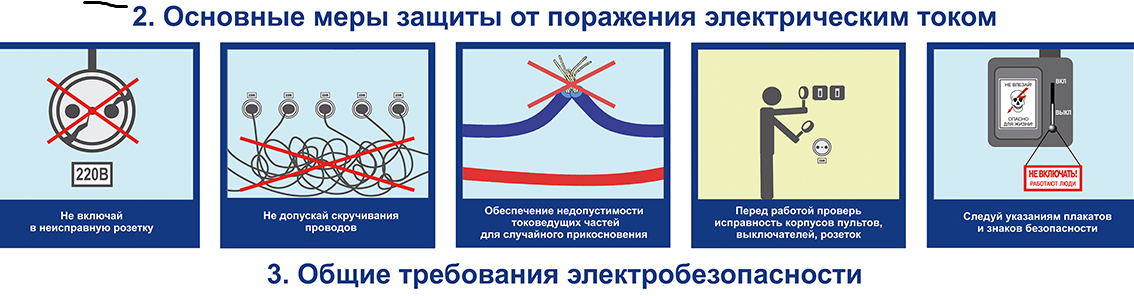 2. Основные меры защиты от поражения электрическим током
220В
Не включай
в неисправную розетку
Не допускай скручивания
проводов
Обеспечение недопустимости
токоведущих частей
для случайного прикосновения
Перед работой проверь
исправность корпусов пультов,
выключателей, розеток
НЕ ВЛЕЗАЙ!
ОПАСНО
ДЛЯ ЖИЗНИ!
ВКЛ
ВЫКЛ
НЕ ВКЛЮЧАТЬ!
РАБОТАЮТ ЛЮДИ
Следуй указаниям плакатов
и знаков безопасности
3. Общие требования электробезопасности